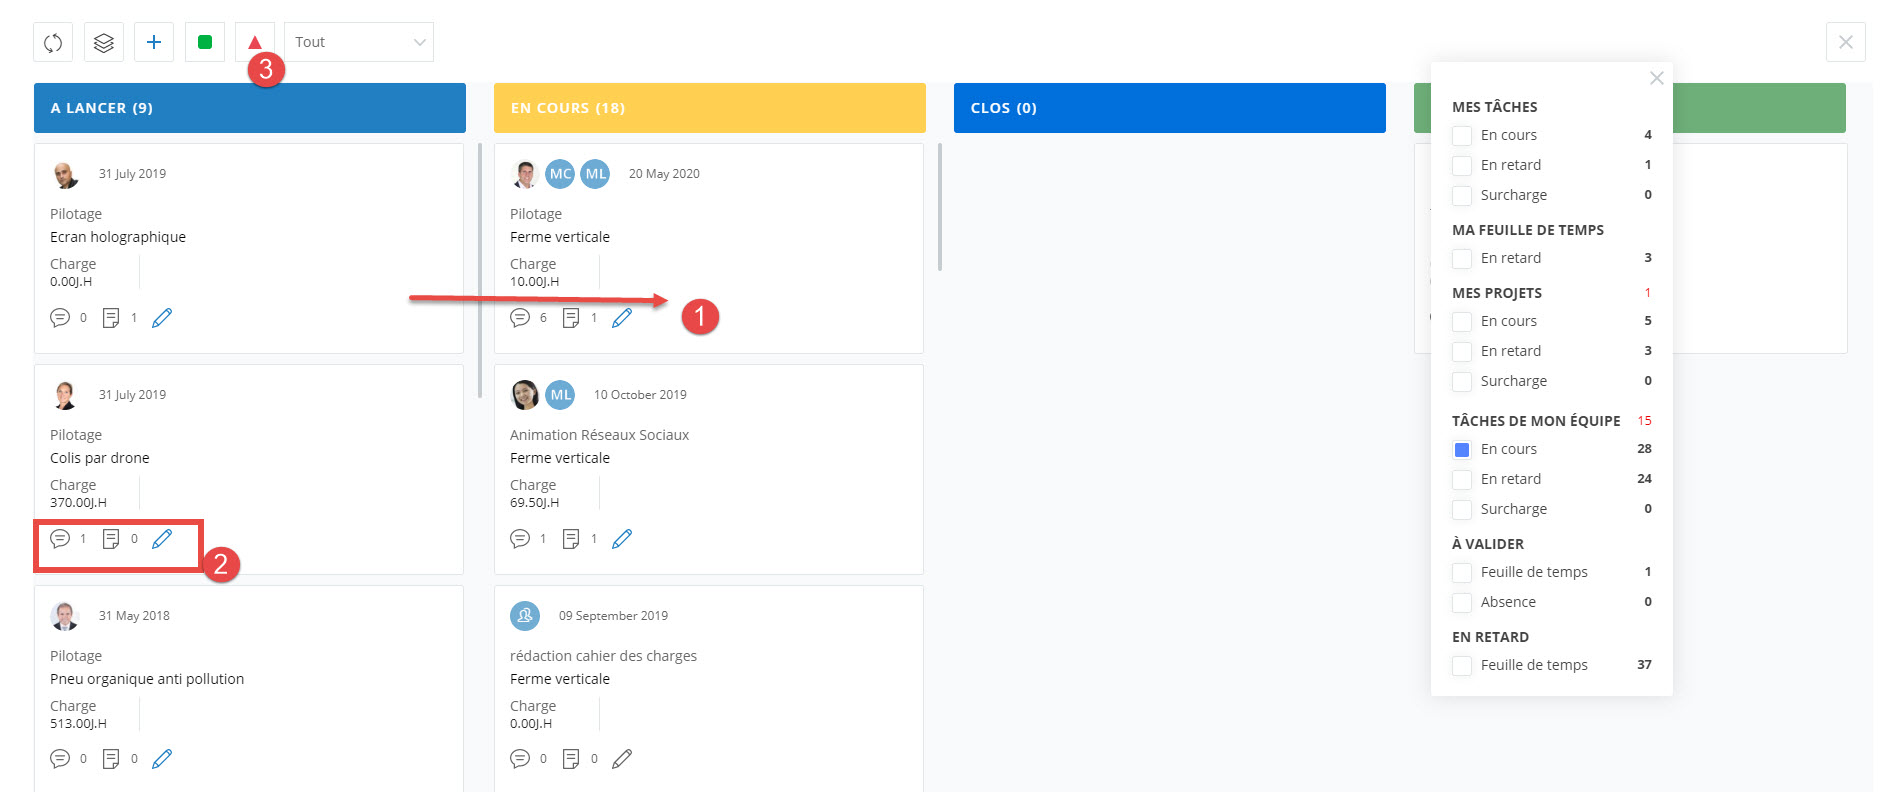 Tout
3
A LANCER (9)
EN COURS (18)
CLOS (0)
31 July 2019
Pilotage
Ecran holographique
Charge
0.00J.H
0 1
31 July 2019
Pilotage
Colis par drone
Charge
370.00J.H
1 0
2
31 May 2018
Pilotage
Pneu organique anti pollution
Charge
513.00J.H
0 0
MC ML 20 May 2020
Pilotage
Ferme verticale
Charge
10.00J.H
6 1
1
ML 10 October 2019
Animation Réseaux Sociaux
Ferme verticale
Charge
69.50J.H
1 1
09 September 2019
rédaction cahier des charges
Ferme verticale
Charge
0.00J.H
0 0
MES TÂCHES
En cours 4
En retard 1
Surcharge 0
MA FEUILLE DE TEMPS
En retard 3
MES PROJETS 1
En cours 5
En retard 3
Surcharge 0
TÂCHES DE MON ÉQUIPE 15
En cours 28
En retard 24
Surcharge 0
À VALIDER
Feuille de temps 1
Absence 0
EN RETARD
Feuille de temps 37